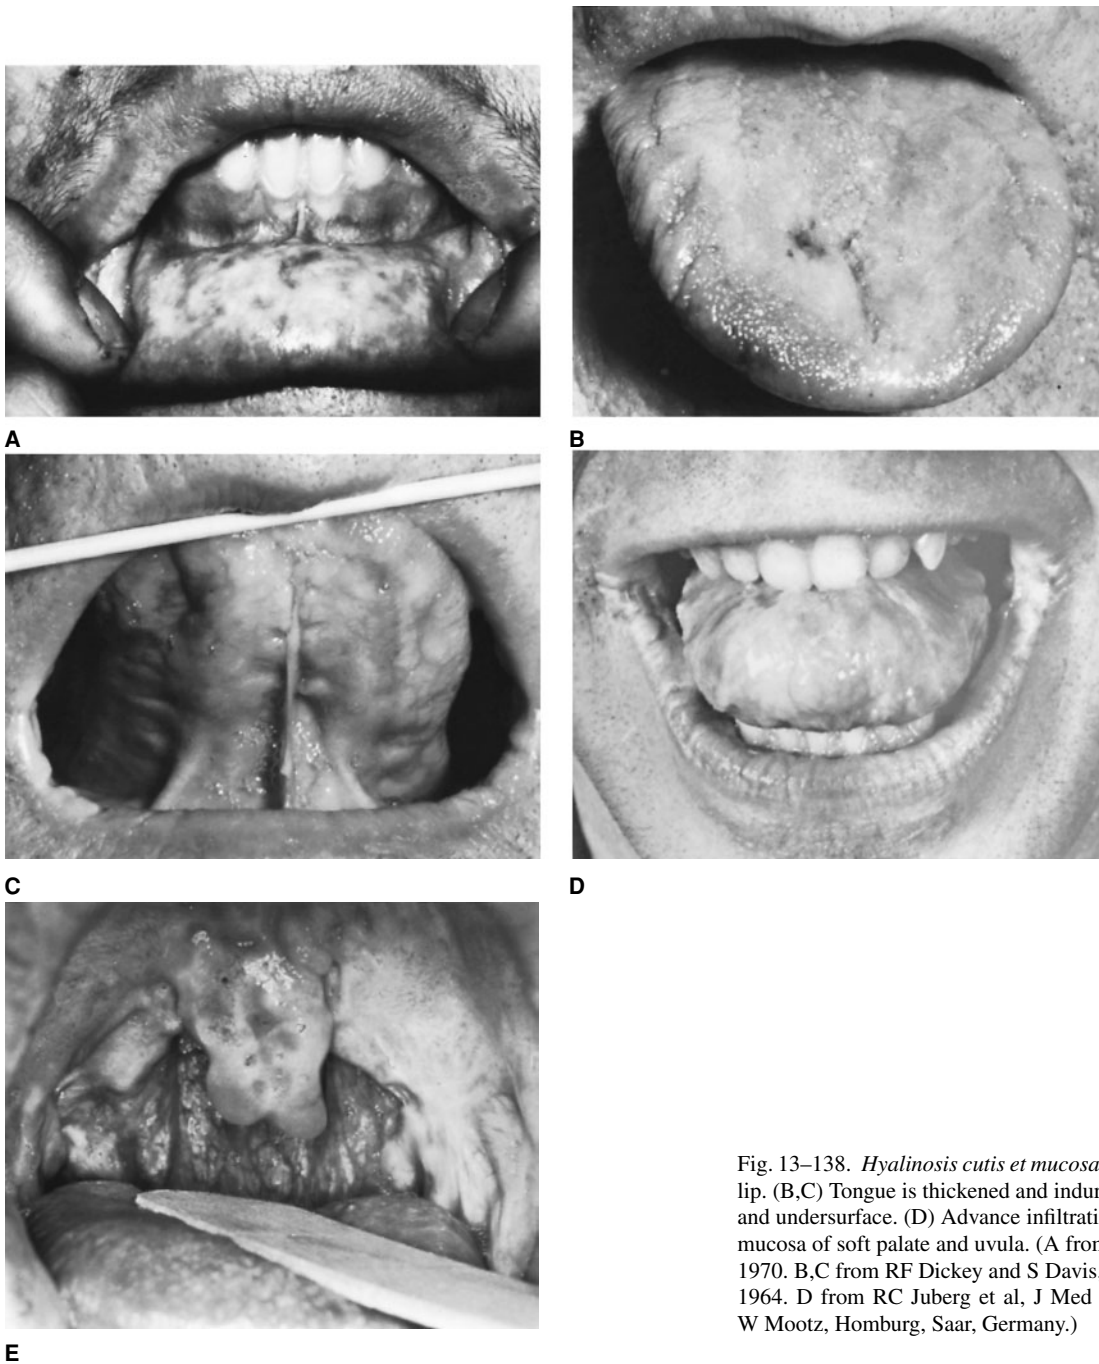 A
B
C
D
E
Fig. 13–138. Hyalinosis cutis et mucosa
lip. (B,C) Tongue is thickened and indur
and undersurface. (D) Advance infiltrati
mucosa of soft palate and uvula. (A from
1970. B,C from RF Dickey and S Davis.
1964. D from RC Juberg et al, J Med
W Mootz, Homburg, Saar, Germany.)